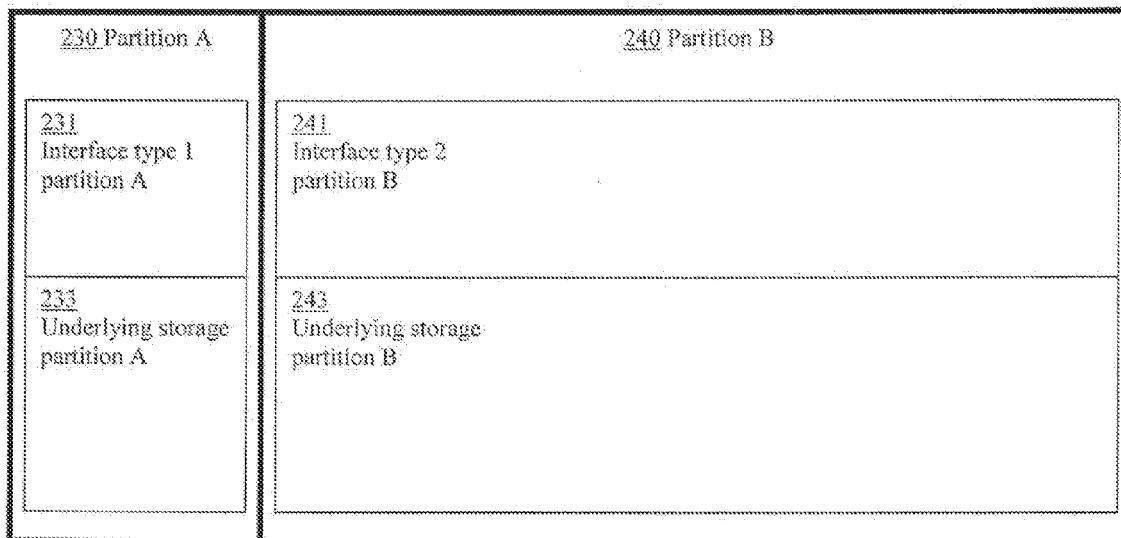 230 Partition A
240 Partition B
231
Interface type 1
partition A
241
Interface type 2
partition B
233
Underlying storage
partition A
243
Underlying storage
partition B